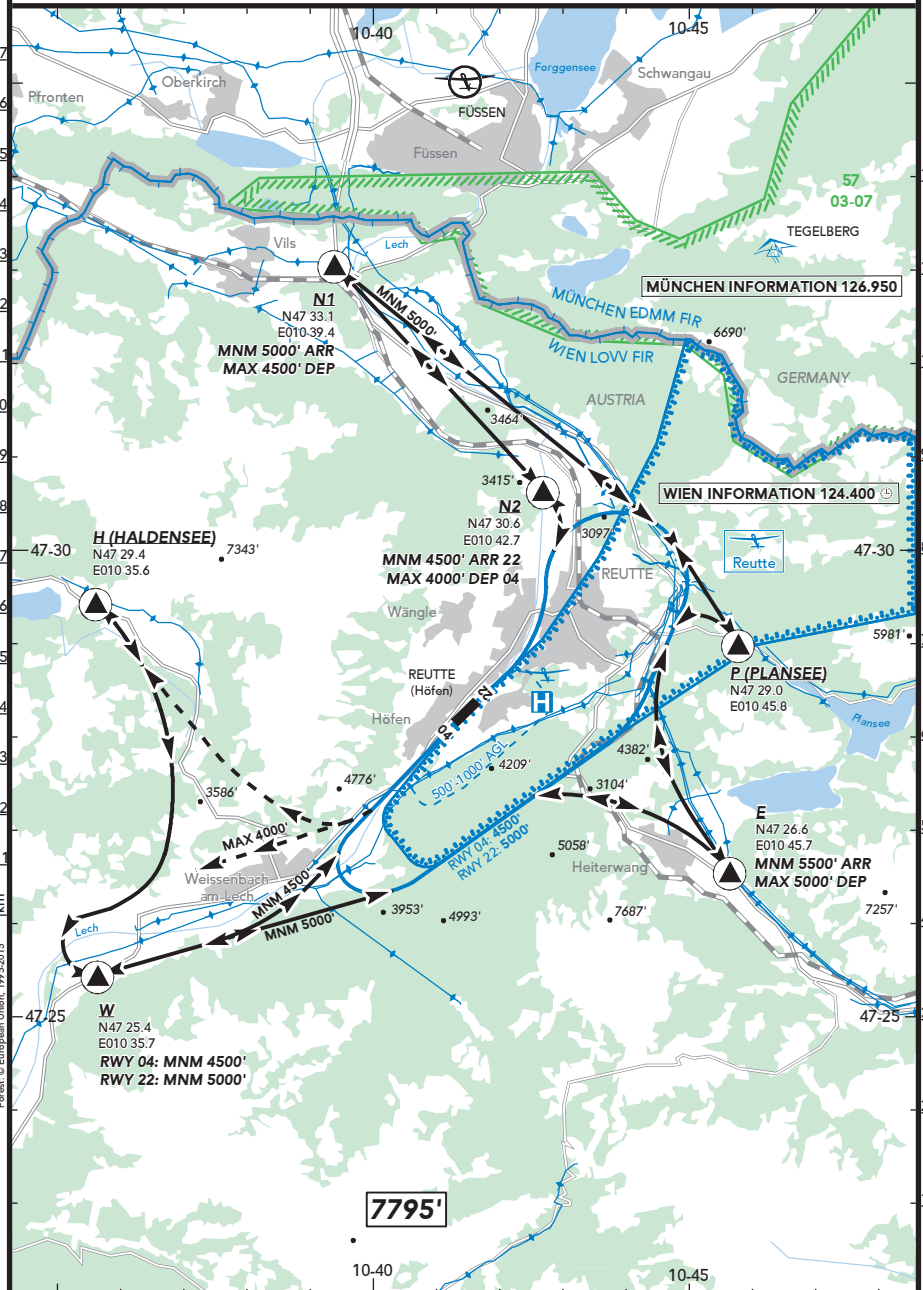 10-40
10-45
Oberkirch
Pfronten
Forggensee
Schwangau
FÜSSEN
Füssen
57
03-07
TEGELBERG
Vils
Lech
MÜNCHEN INFORMATION 126.950
N1
N47 33.1
E010 39.4
MNM 5000' ARR
MAX 4500' DEP
MNM 5000'
MÜNCHEN EDMM FIR
WIEN LOVV FIR
6690'
GERMANY
AUSTRIA
3464'
3415'
WIEN INFORMATION 124.400
N2
N47 30.6
E010 42.7
MNM 4500' ARR 22
MAX 4000' DEP 04
3097'
H (HALDENSEE)
N47 29.4
E010 35.6
47-30
7343'
47-30
Reutte
REUTTE
Wängle
5981'
REUTTE
(Höfen)
P (PLANSEE)
N47 29.0
E010 45.8
22
04
H
Höfen
Plansee
500'-1000' AGL
4209'
4382'
4776'
3586'
3104'
MAX 4000'
RWY 04: 4500'
RWY 22: 5000'
E
N47 26.6
E010 45.7
MNM 5500' ARR
MAX 5000' DEP
5058'
Heiterwang
Weissenbach
am Lech
MNM 4500'
MNM 5000'
3953'
4993'
7687'
7257'
Lech
W
N47 25.4
E010 35.7
RWY 04: MNM 4500'
RWY 22: MNM 5000'
47-25
47-25
7795'
10-40
10-45